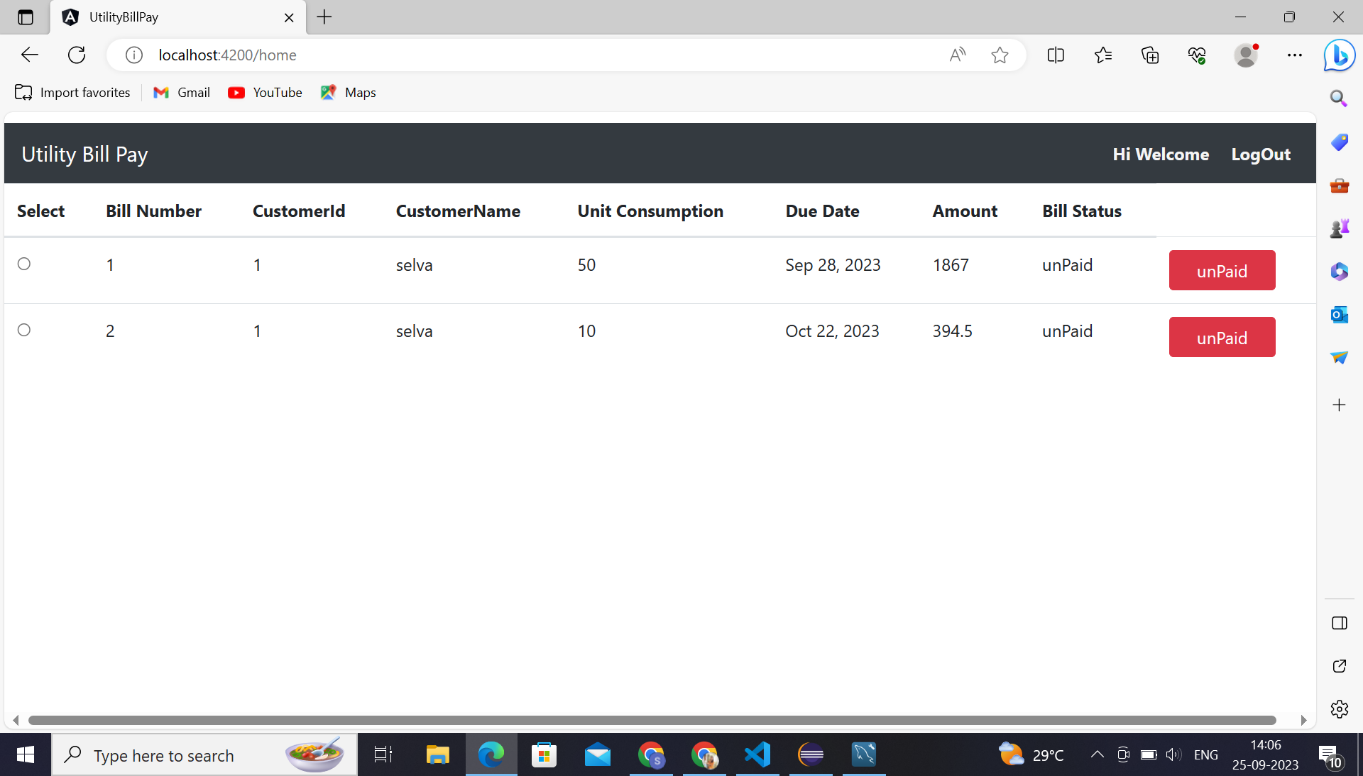 UtilityBillPay
localhost:4200/home
Import favorites Gmail YouTube Maps
Utility Bill Pay Hi Welcome LogOut
Select Bill Number CustomerId CustomerName Unit Consumption Due Date Amount Bill Status
1 1 selva 50 Sep 28, 2023 1867 unPaid unPaid
2 1 selva 10 Oct 22, 2023 394.5 unPaid unPaid
Type here to search 29°C ENG 14:06
25-09-2023 10